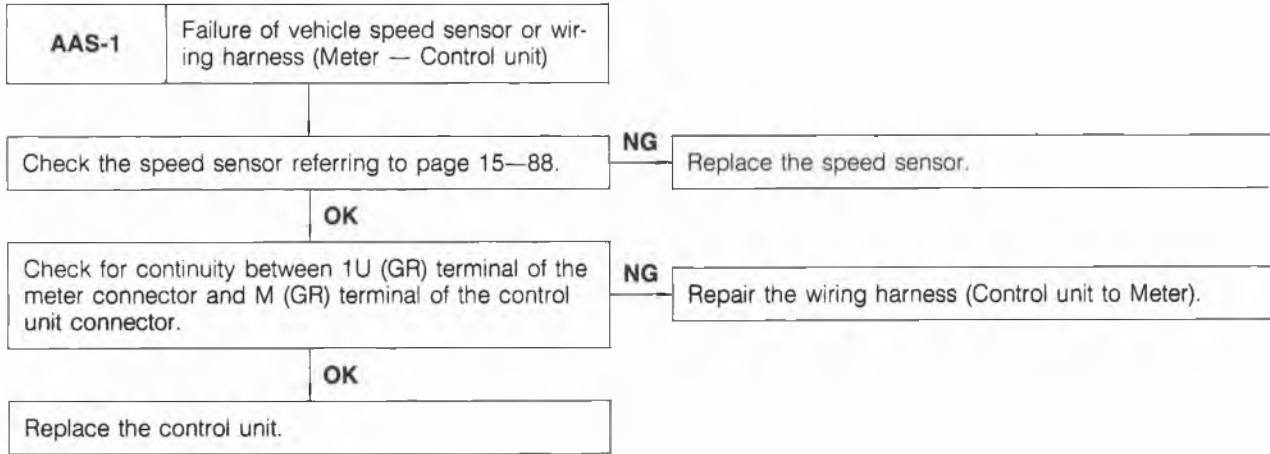 AAS-1
Failure of vehicle speed sensor or wir-
ing harness (Meter — Control unit)
Check the speed sensor referring to page 15—88.
NG
Replace the speed sensor.
OK
Check for continuity between 1U (GR) terminal of the
meter connector and M (GR) terminal of the control
unit connector.
NG
Repair the wiring harness (Control unit to Meter).
OK
Replace the control unit.